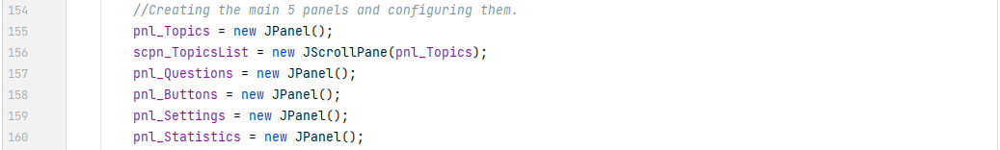 154 //Creating the main 5 panels and configuring them.
155 pnl_Topics = new JPanel();
156 scpn_TopicsList = new JScrollPane(pnl_Topics);
157 pnl_Questions = new JPanel();
158 pnl_Buttons = new JPanel();
159 pnl_Settings = new JPanel();
160 pnl_Statistics = new JPanel();